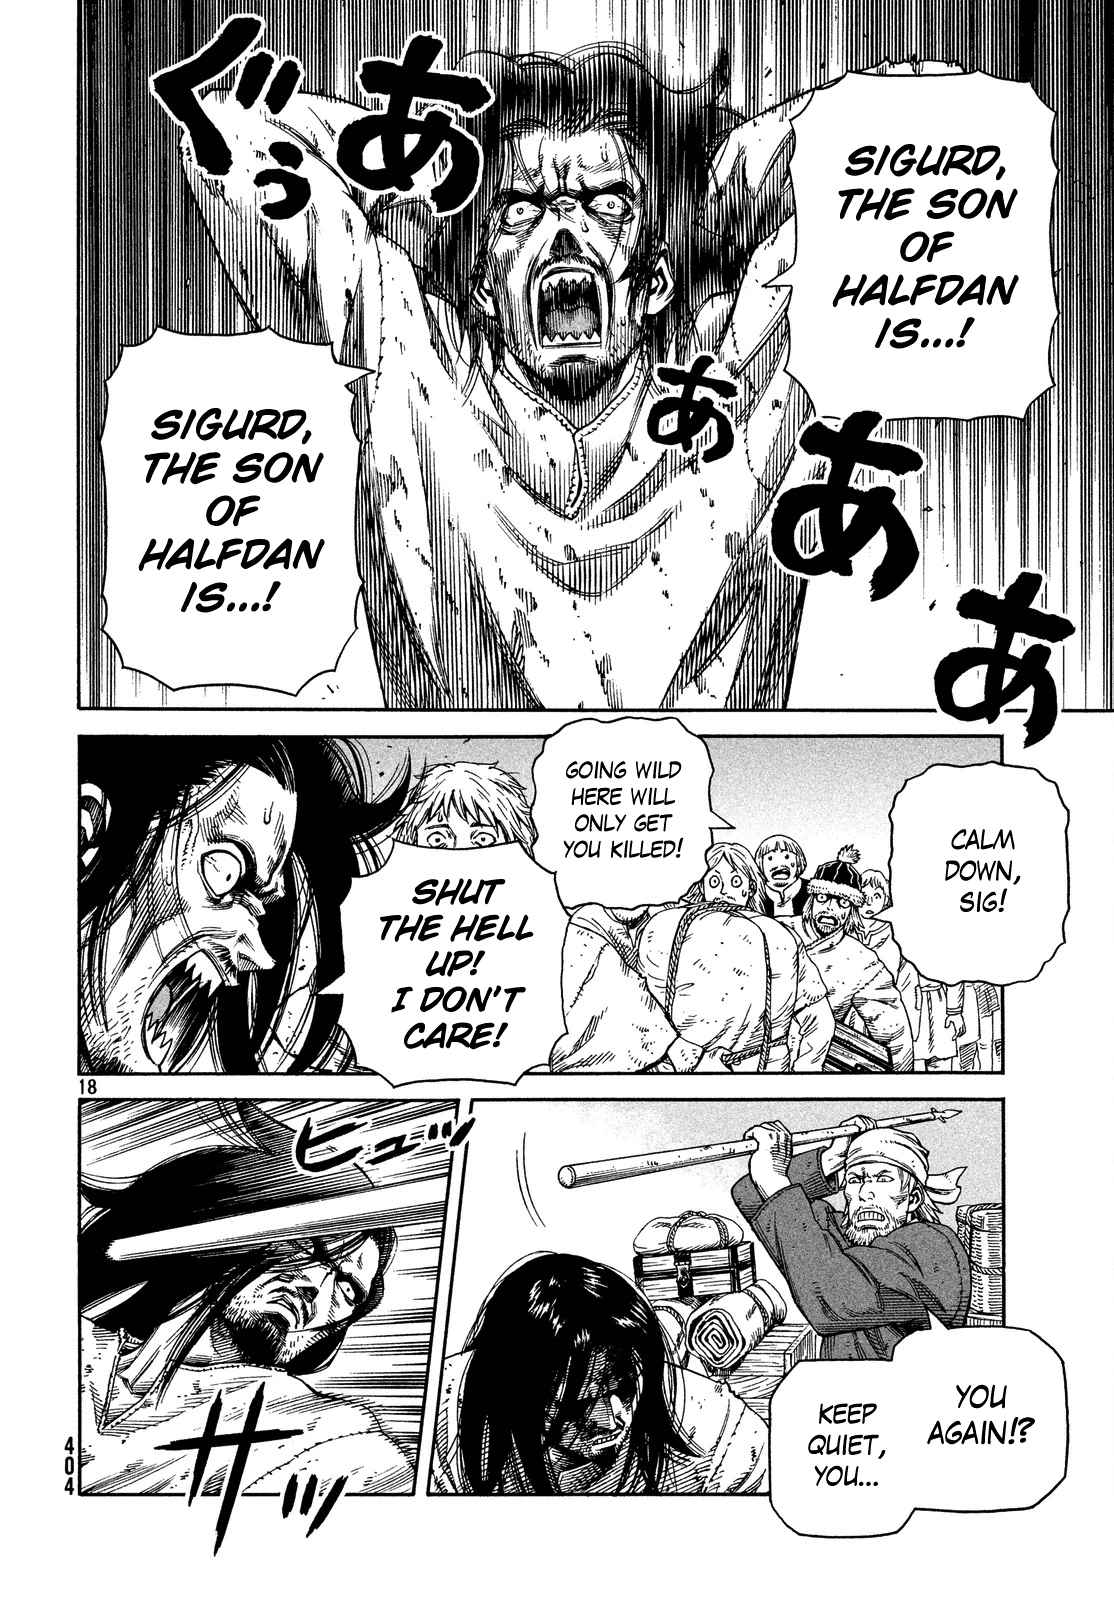 SIGURD,
THE SON
OF
HALFDAN
IS...!
あ
ぐぅ
SIGURD,
THE SON
OF
HALFDAN
IS...!
ああ
ああ
CALM
DOWN,
SIG!
GOING WILD
HERE WILL
ONLY GET
YOU KILLED!
SHUT
THE HELL
UP!
I DON'T
CARE!
18
YOU
AGAIN!?
KEEP
QUIET,
YOU...
ヒュッ
ザッ
404